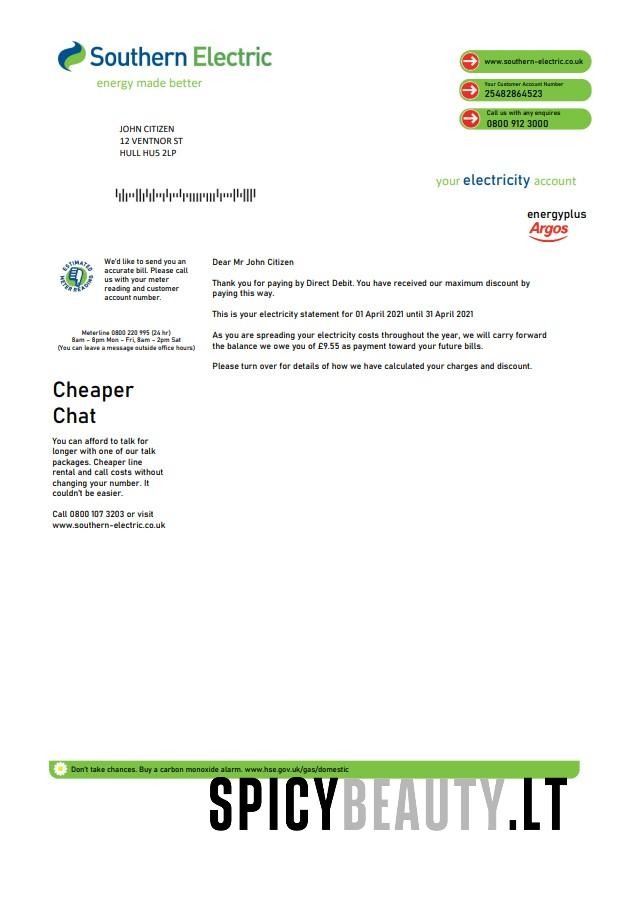 Southern Electric
energy made better
www.southern-electric.co.uk
Your Customer Account Number
25482864523
Call us with any enquires
0800 912 3000
JOHN CITIZEN
12 VENTNOR ST
HULL HU5 2LP
your electricity account
energyplus
Argos
ESTIMATED
METER READING
We'd like to send you an
accurate bill. Please call
us with your meter
reading and customer
account number.
Meterline 0800 220 995 (24 hr)
8am – 8pm Mon – Fri, 8am – 2pm Sat
(You can leave a message outside office hours)
Dear Mr John Citizen
Thank you for paying by Direct Debit. You have received our maximum discount by
paying this way.
This is your electricity statement for 01 April 2021 until 31 April 2021
As you are spreading your electricity costs throughout the year, we will carry forward
the balance we owe you of £9.55 as payment toward your future bills.
Please turn over for details of how we have calculated your charges and discount.
Cheaper
Chat
You can afford to talk for
longer with one of our talk
packages. Cheaper line
rental and call costs without
changing your number. It
couldn't be easier.
Call 0800 107 3203 or visit
www.southern-electric.co.uk
Don't take chances. Buy a carbon monoxide alarm. www.hse.gov.uk/gas/domestic
SPICYBEAUTY.LT